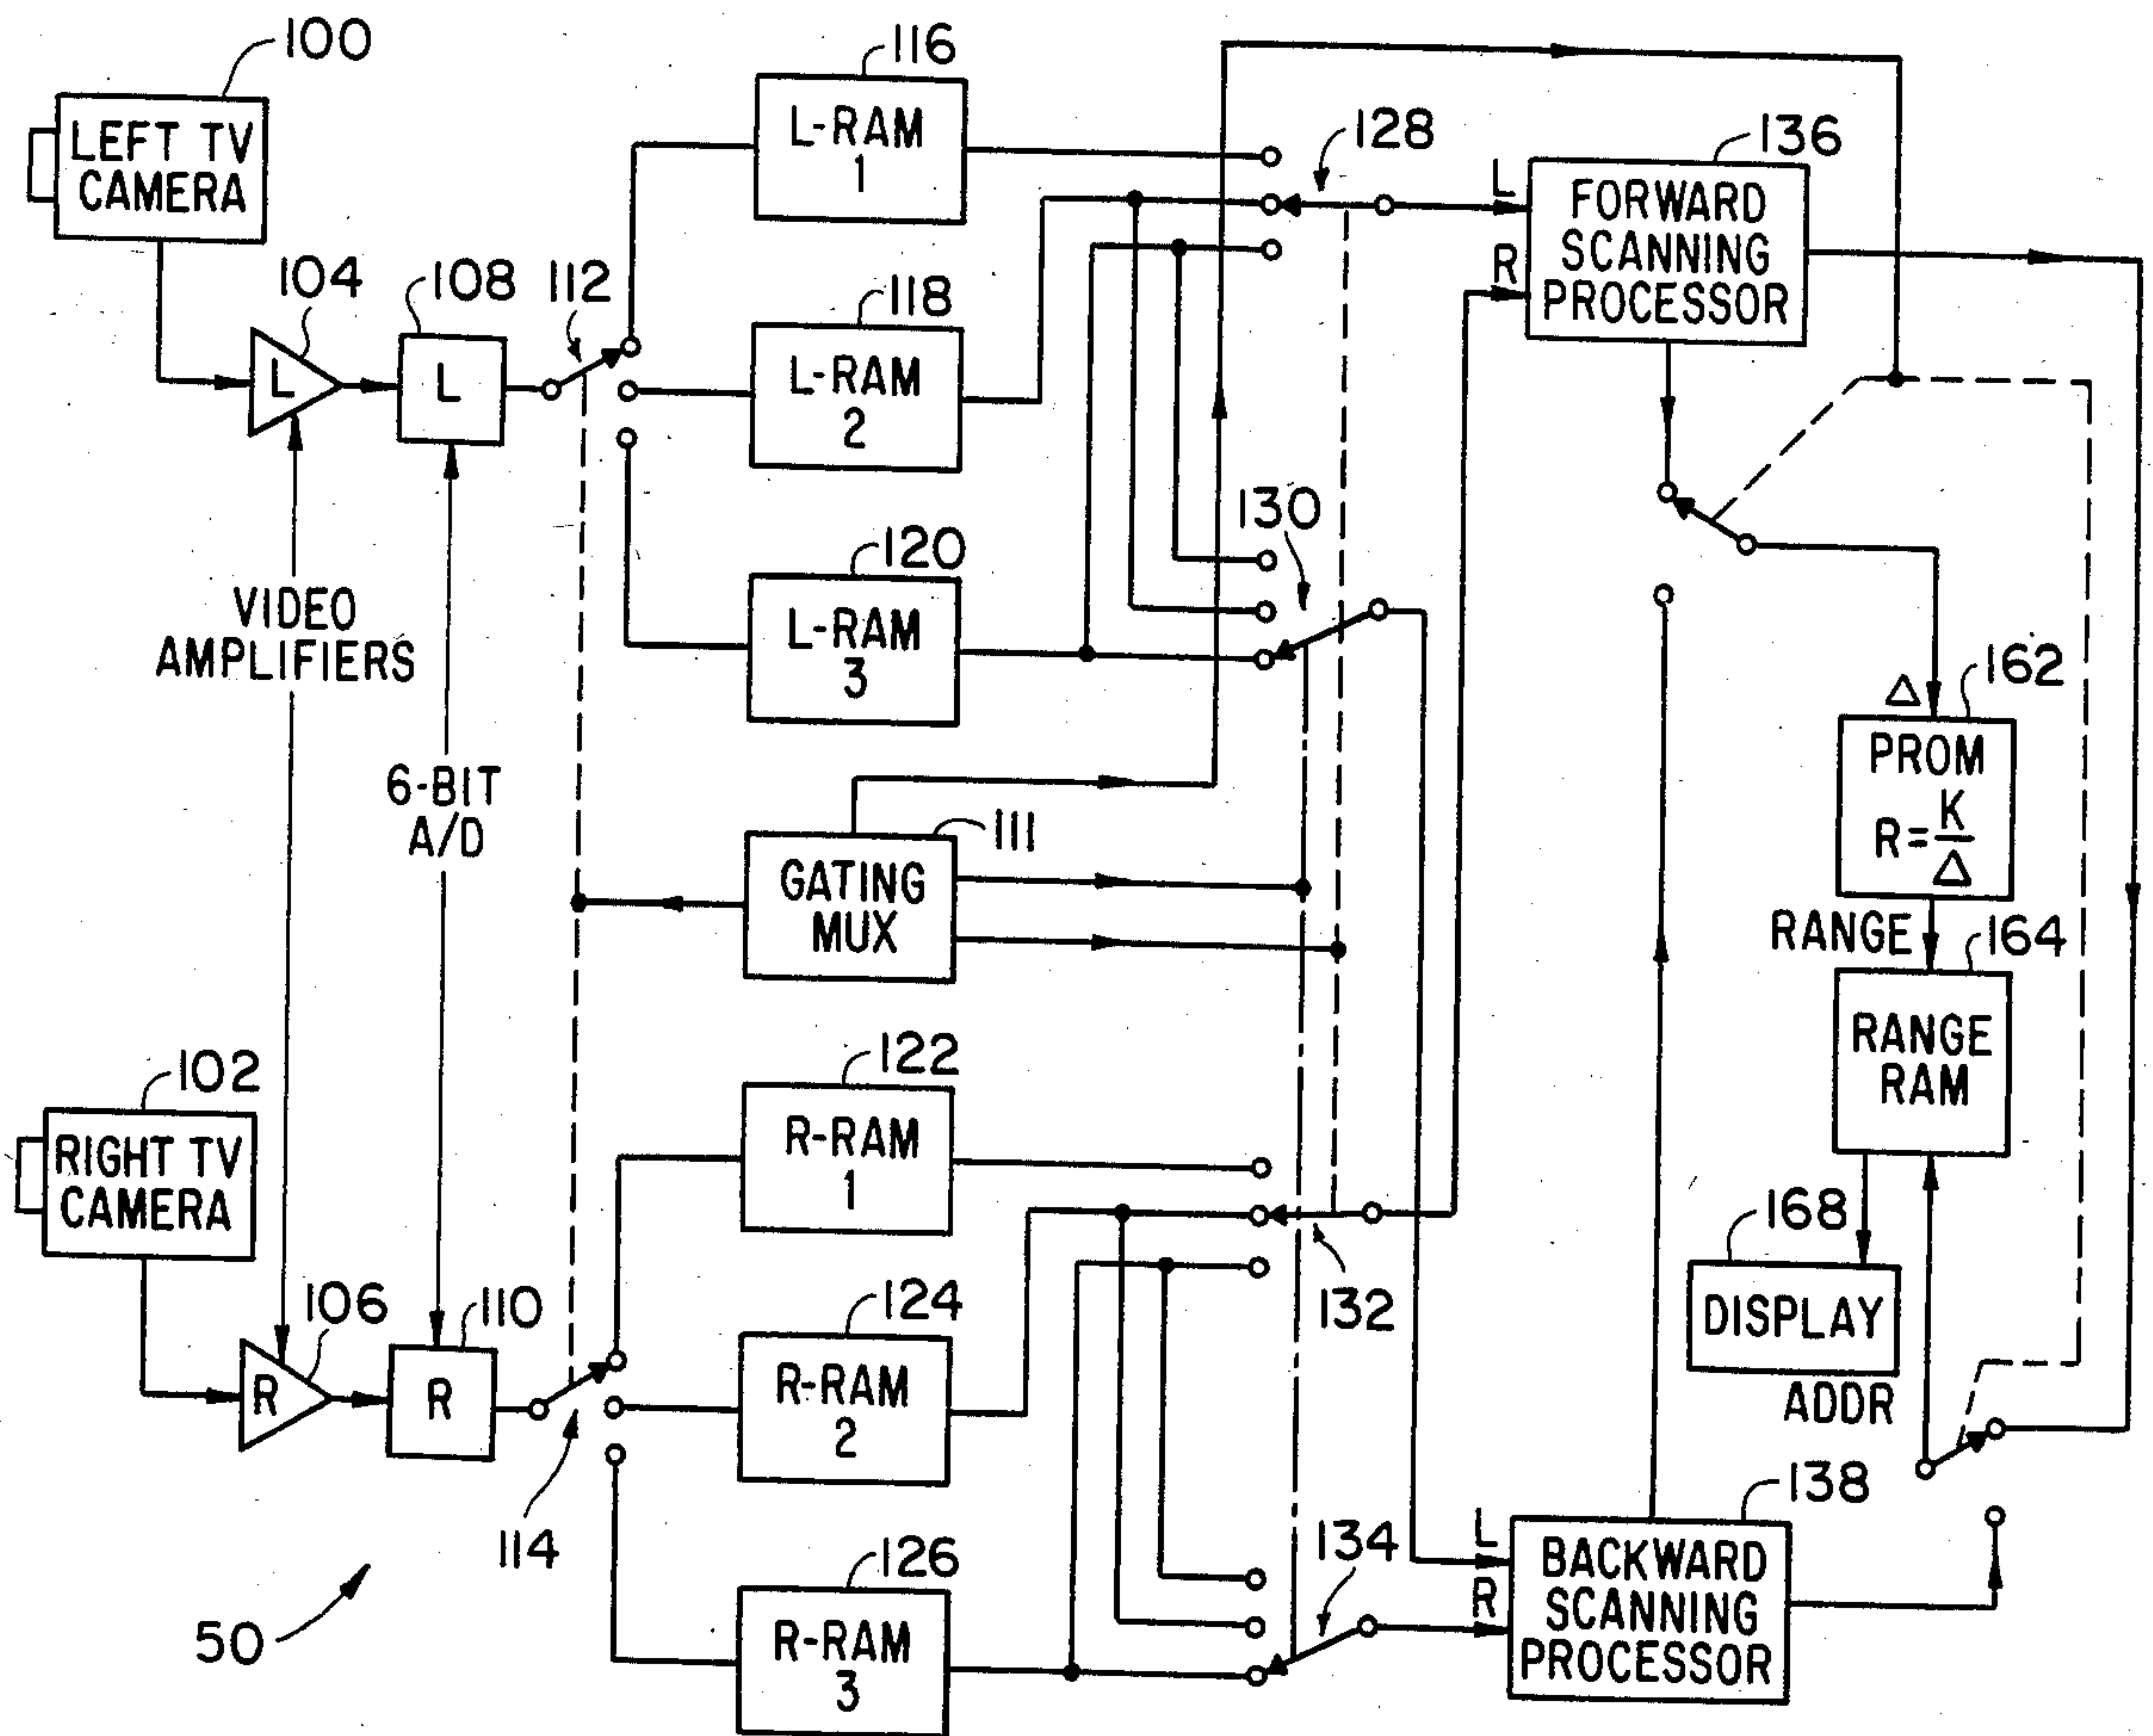 100
LEFT TV
CAMERA
104
L
108
L
112
116
L-RAM
1
118
L-RAM
2
120
L-RAM
3
128
130
136
L
R
FORWARD
SCANNING
PROCESSOR
VIDEO
AMPLIFIERS
6-BIT
A/D
111
GATING
MUX
Δ
162
PROM
R=K/Δ
RANGE
164
RANGE
RAM
168
DISPLAY
ADDR
102
RIGHT TV
CAMERA
106
R
110
R
114
122
R-RAM
1
124
R-RAM
2
126
R-RAM
3
132
134
138
L
R
BACKWARD
SCANNING
PROCESSOR
50